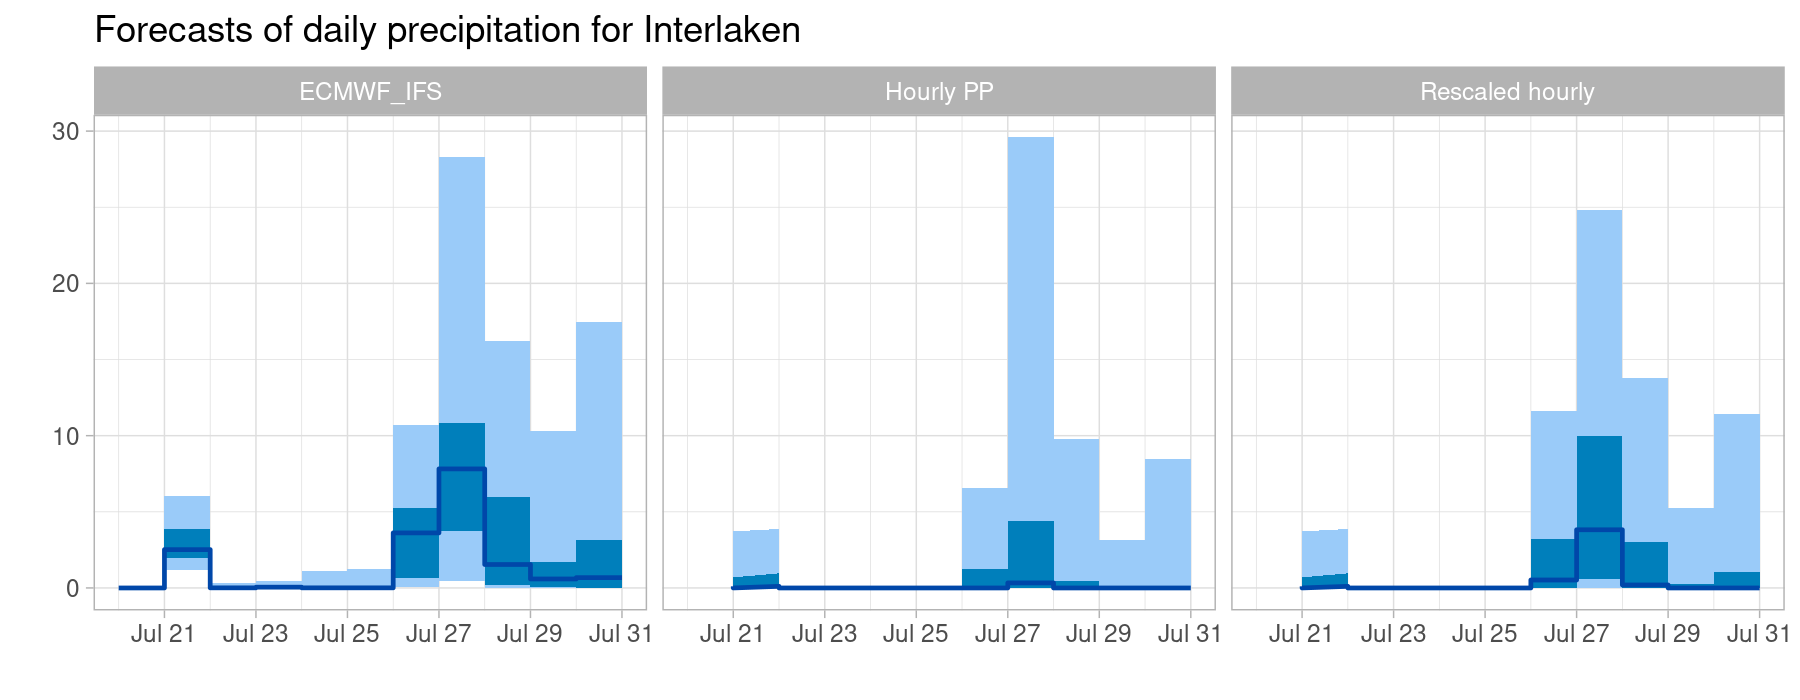 Forecasts of daily precipitation for Interlaken
ECMWF_IFS
Hourly PP
Rescaled hourly
30
20
10
0
Jul 21 Jul 23 Jul 25 Jul 27 Jul 29 Jul 31
Jul 21 Jul 23 Jul 25 Jul 27 Jul 29 Jul 31
Jul 21 Jul 23 Jul 25 Jul 27 Jul 29 Jul 31